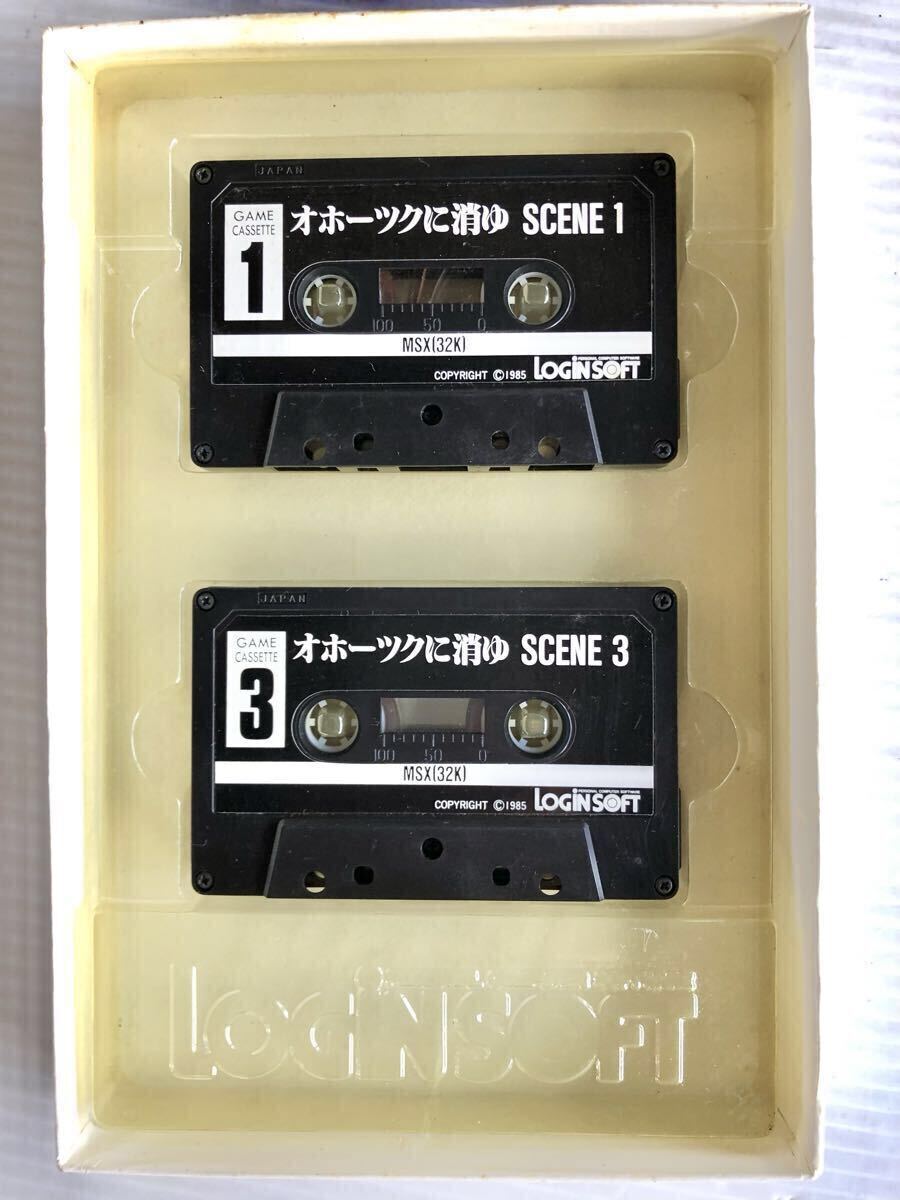 JAPAN
GAME
CASSETTE
1
オホーツクに消ゆ SCENE 1
100 50 0
MSX(32K)
COPYRIGHT ©1985
PERSONAL COMPUTER SOFTWARE
LOGiNSOFT
JAPAN
GAME
CASSETTE
3
オホーツクに消ゆ SCENE 3
100 50 0
MSX(32K)
COPYRIGHT ©1985
PERSONAL COMPUTER SOFTWARE
LOGiNSOFT
LOGiNSOFT